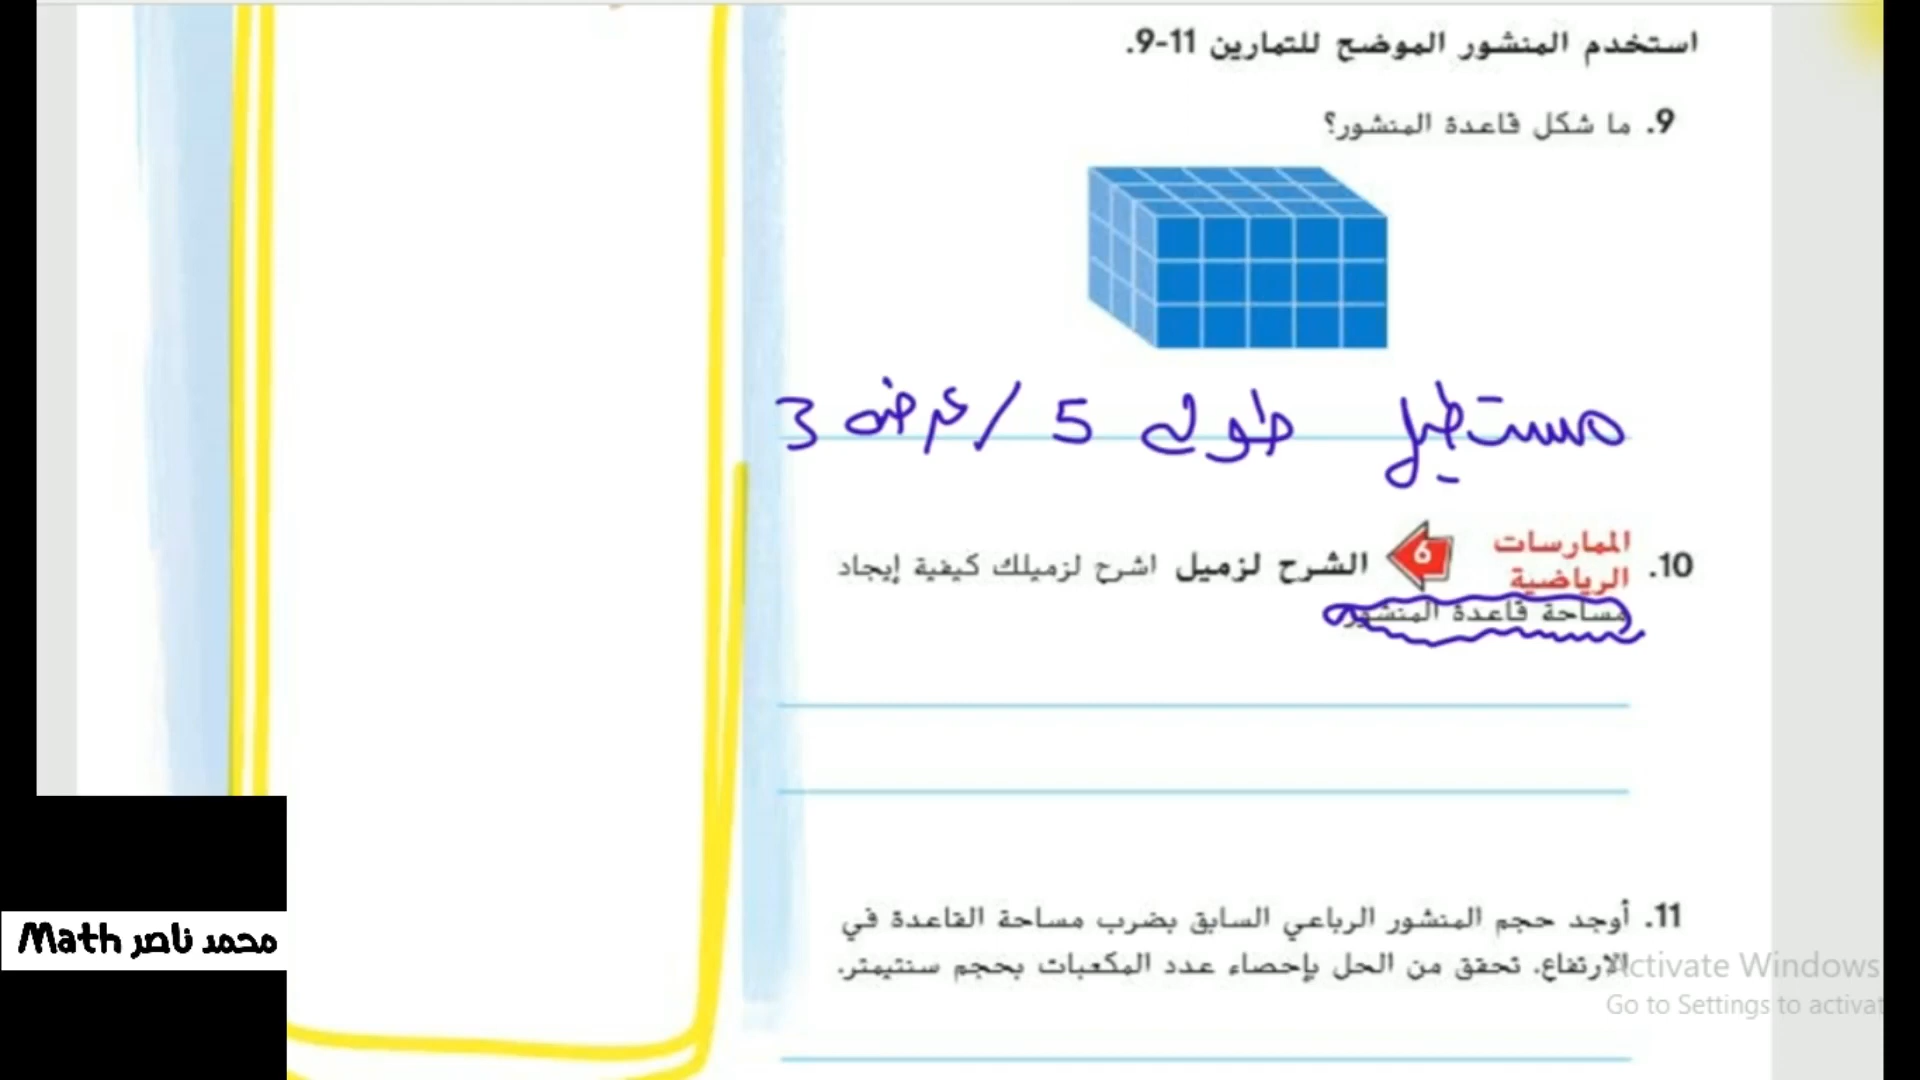 استخدم المنشور الموضح للتمارين 11-9.
9. ما شكل قاعدة المنشور؟
مستطيل طوله 5 / عرضه 3
10. الممارسات الرياضية 6 الشرح لزميل اشرح لزميلك كيفية إيجاد
مساحة قاعدة المنشور.
11. أوجد حجم المنشور الرباعي السابق بضرب مساحة القاعدة في
الارتفاع. تحقق من الحل بإحصاء عدد المكعبات بحجم سنتيمتر.
محمد ناصر Math
Activate Windows
Go to Settings to activat